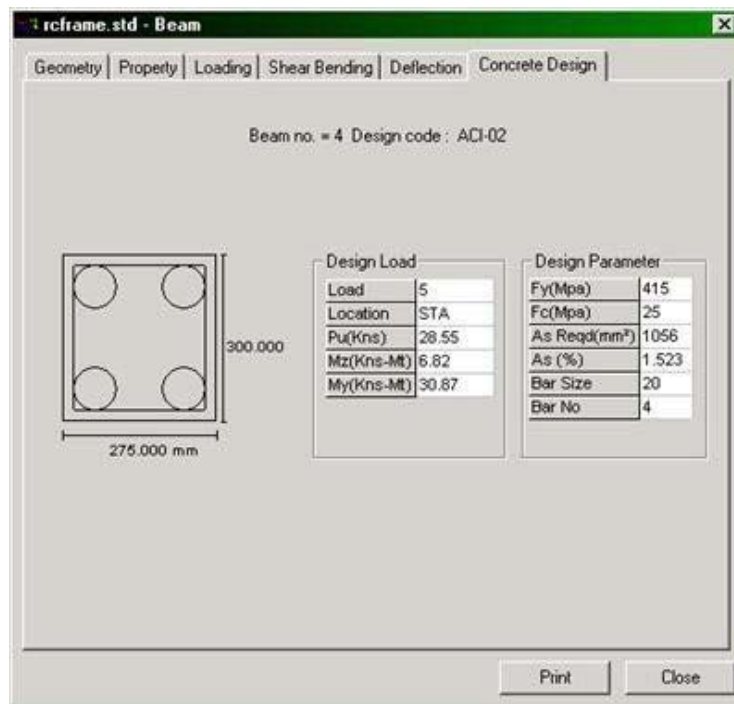 rcframe.std - Beam
Geometry Property Loading Shear Bending Deflection Concrete Design
Beam no. = 4 Design code : ACI-02
300.000
275.000 mm
Design Load
Load 5
Location STA
Pu(Kns) 28.55
Mz(Kns-Mt) 6.82
My(Kns-Mt) 30.87
Design Parameter
Fy(Mpa) 415
Fc(Mpa) 25
As Reqd(mm²) 1056
As (%) 1.523
Bar Size 20
Bar No 4
Print Close